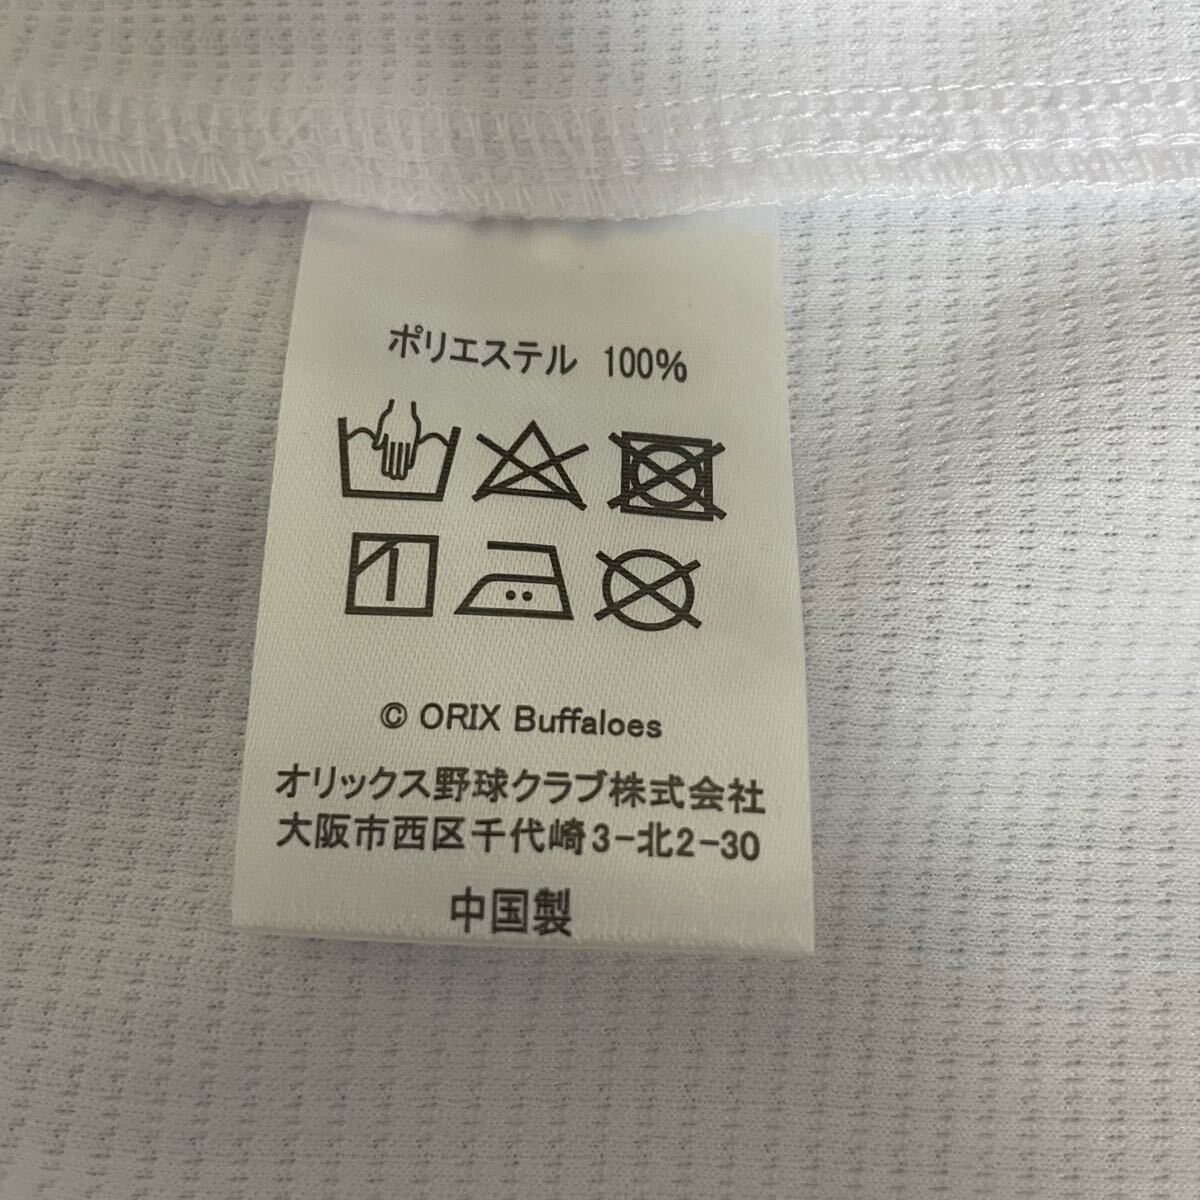 ポリエステル 100%
© ORIX Buffaloes
オリックス野球クラブ株式会社
大阪市西区千代崎3-北2-30
中国製